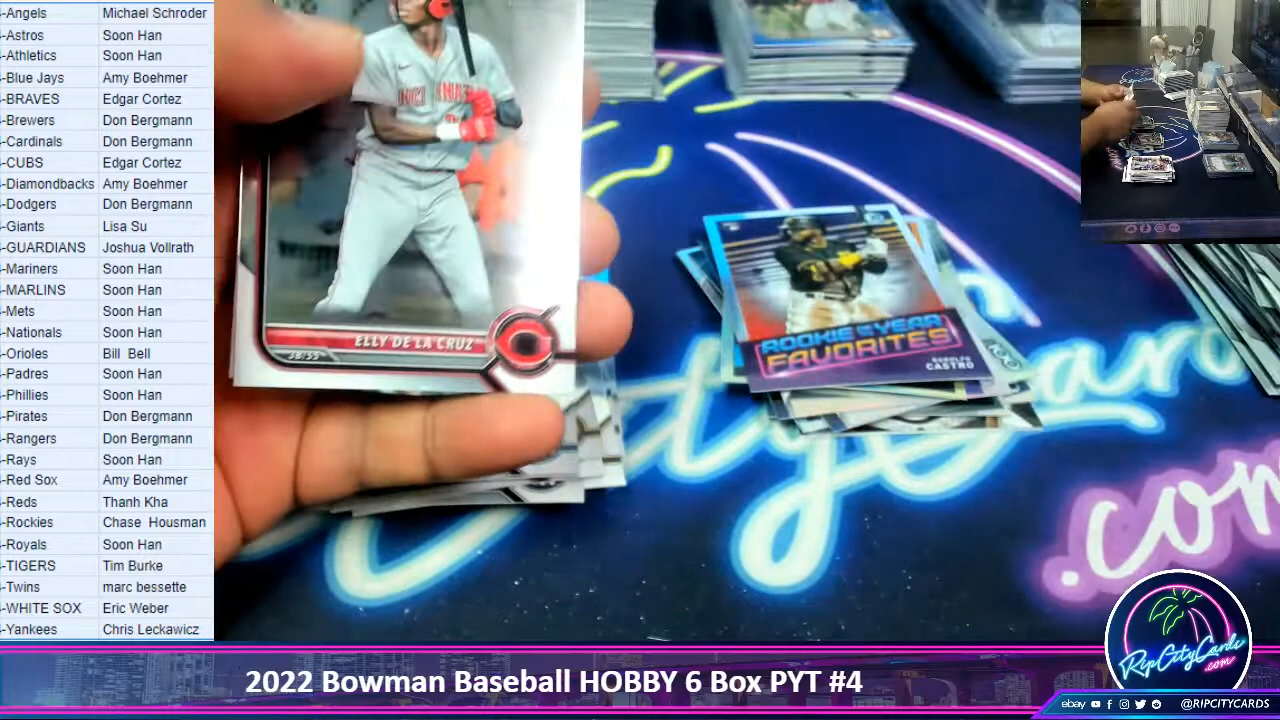 -Angels Michael Schroder
-Astros Soon Han
-Athletics Soon Han
-Blue Jays Amy Boehmer
-BRAVES Edgar Cortez
-Brewers Don Bergmann
-Cardinals Don Bergmann
-CUBS Edgar Cortez
-Diamondbacks Amy Boehmer
-Dodgers Don Bergmann
-Giants Lisa Su
-GUARDIANS Joshua Vollrath
-Mariners Soon Han
-MARLINS Soon Han
-Mets Soon Han
-Nationals Soon Han
-Orioles Bill Bell
-Padres Soon Han
-Phillies Soon Han
-Pirates Don Bergmann
-Rangers Don Bergmann
-Rays Soon Han
-Red Sox Amy Boehmer
-Reds Thanh Kha
-Rockies Chase Housman
-Royals Soon Han
-TIGERS Tim Burke
-Twins marc bessette
-WHITE SOX Eric Weber
-Yankees Chris Leckawicz
ELLY DE LA CRUZ
ROOKIE OF THE YEAR
FAVORITES
RODOLFO
CASTRO
.com
RipCityCards
.com
2022 Bowman Baseball HOBBY 6 Box PYT #4
ebay @RIPCITYCARDS